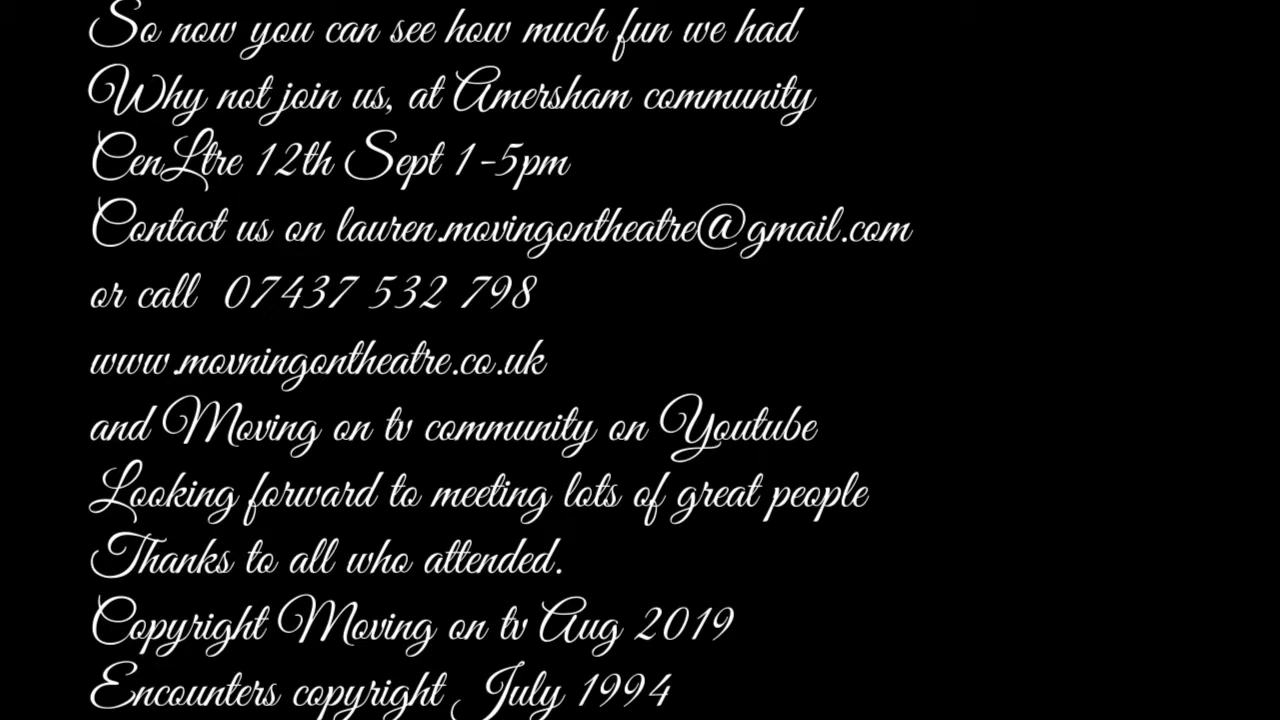 So now you can see how much fun we had
Why not join us, at Amersham community
CenLtre 12th Sept 1-5pm
Contact us on lauren.movingontheatre@gmail.com
or call 07437 532 798
www.movningontheatre.co.uk
and Moving on tv community on Youtube
Looking forward to meeting lots of great people
Thanks to all who attended.
Copyright Moving on tv Aug 2019
Encounters copyright July 1994